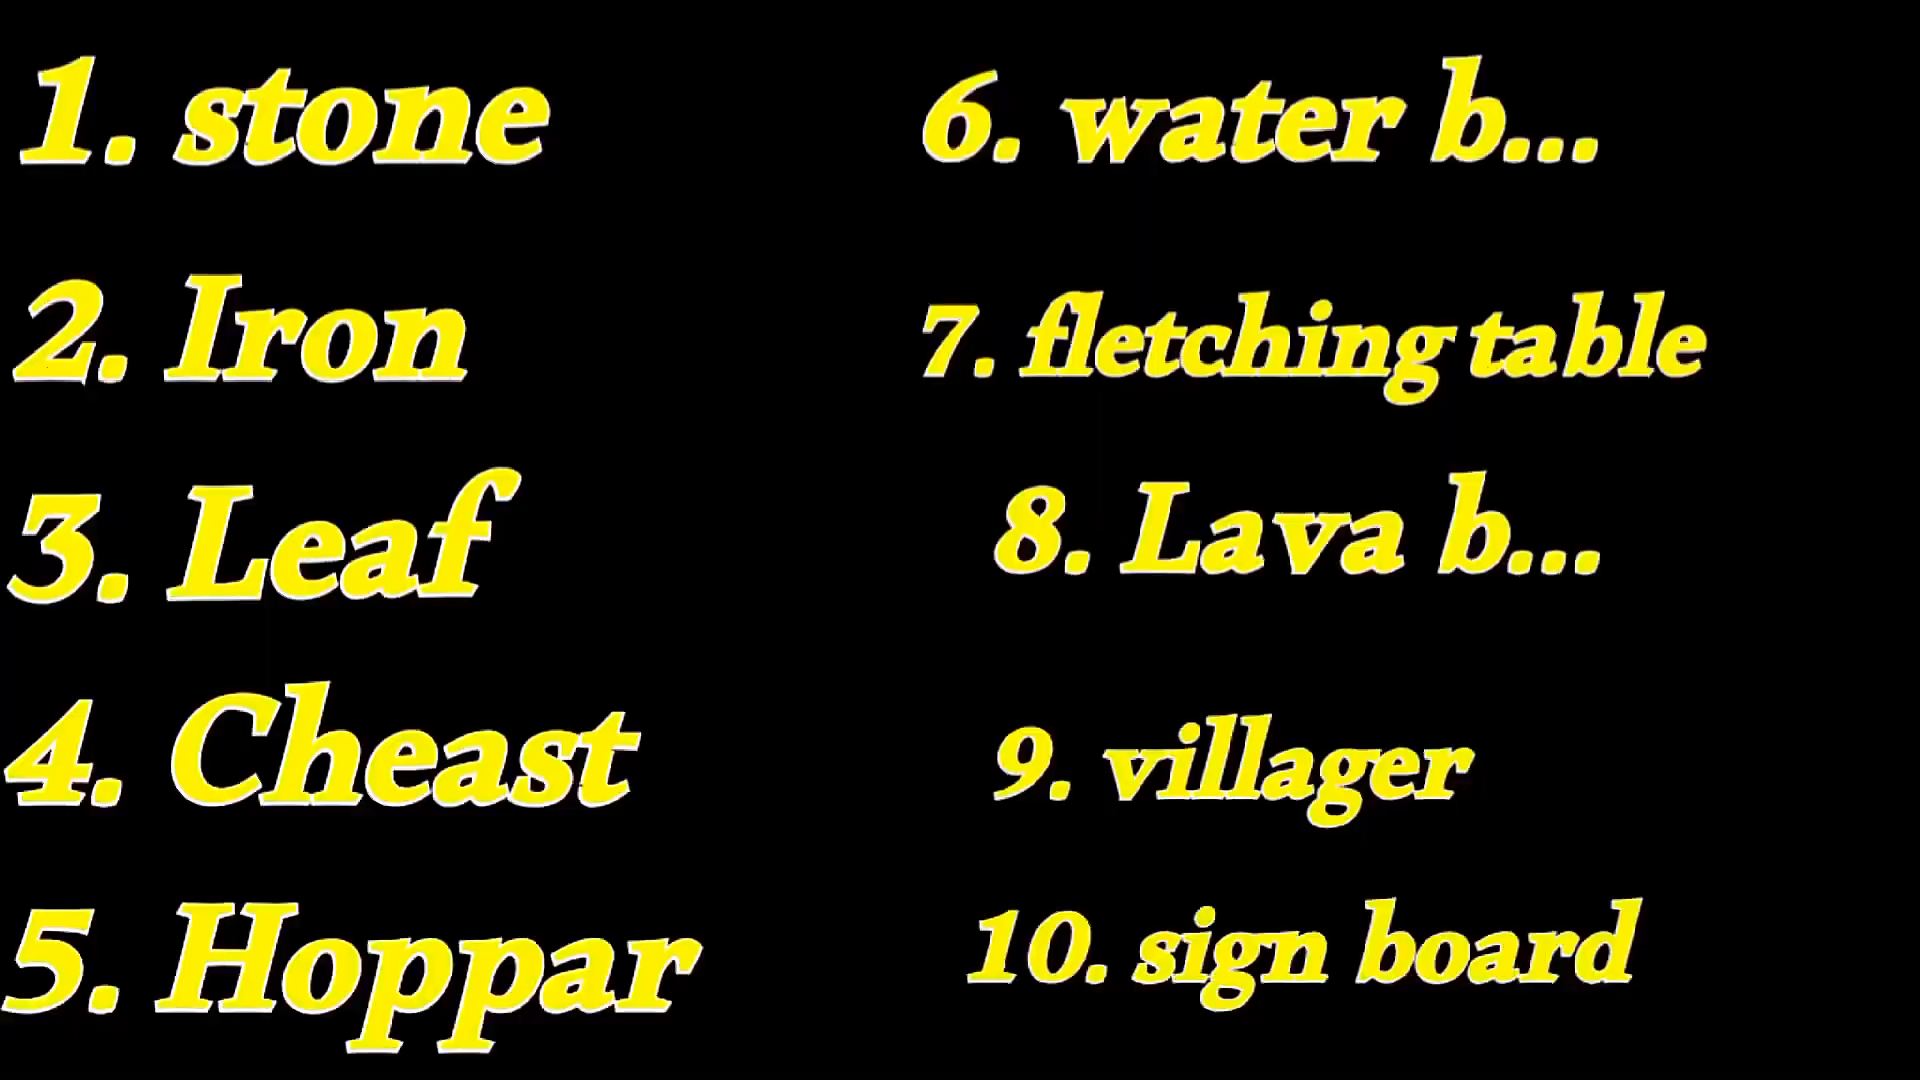 1. stone
2. Iron
3. Leaf
4. Cheast
5. Hoppar
6. water b...
7. fletching table
8. Lava b...
9. villager
10. sign board